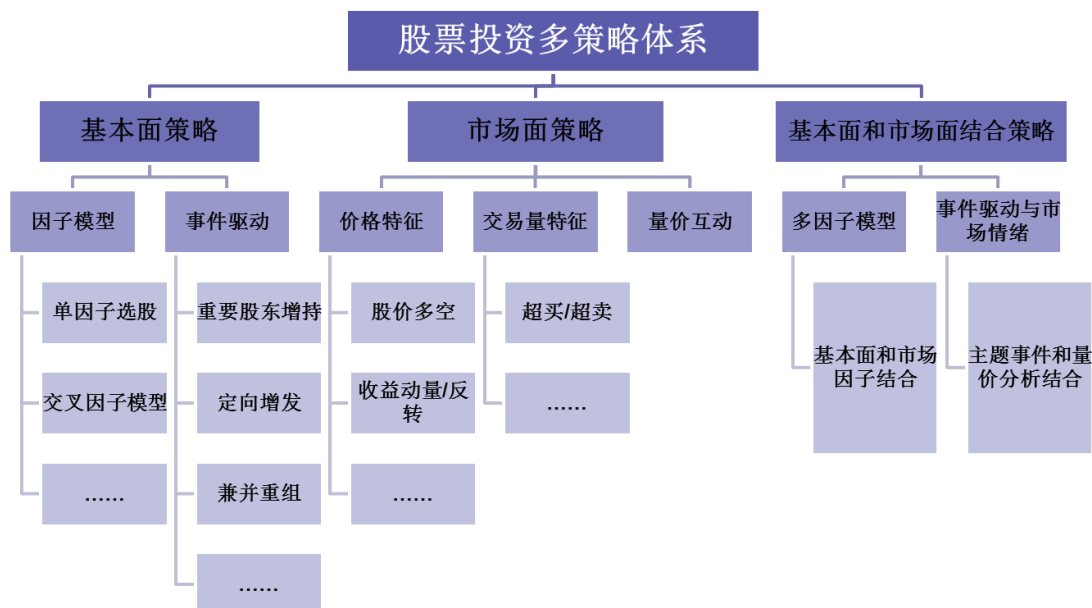 股票投资多策略体系
基本面策略
市场面策略
基本面和市场面结合策略
因子模型
事件驱动
价格特征
交易量特征
量价互动
多因子模型
事件驱动与市
场情绪
单因子选股
重要股东增持
股价多空
超买/超卖
基本面和市场
因子结合
主题事件和量
价分析结合
交叉因子模型
定向增发
收益动量/反
转
......
......
兼并重组
......
......